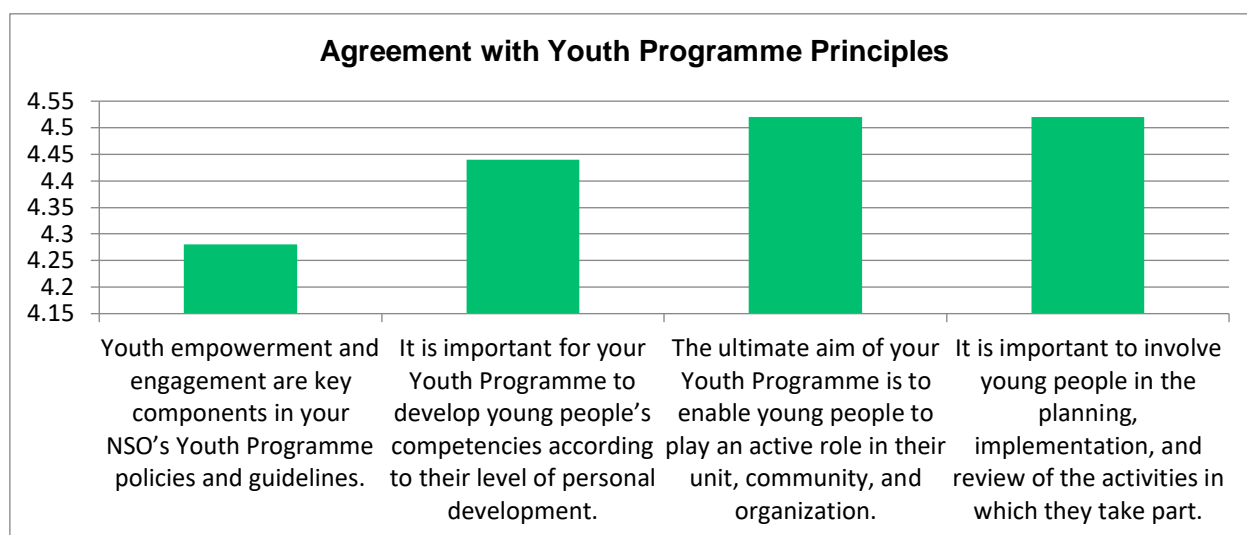 Agreement with Youth Programme Principles
4.55
4.5
4.45
4.4
4.35
4.3
4.25
4.2
4.15
Youth empowerment and
engagement are key
components in your
NSO’s Youth Programme
policies and guidelines.
It is important for your
Youth Programme to
develop young people’s
competencies according
to their level of personal
development.
The ultimate aim of your
Youth Programme is to
enable young people to
play an active role in their
unit, community, and
organization.
It is important to involve
young people in the
planning,
implementation, and
review of the activities in
which they take part.